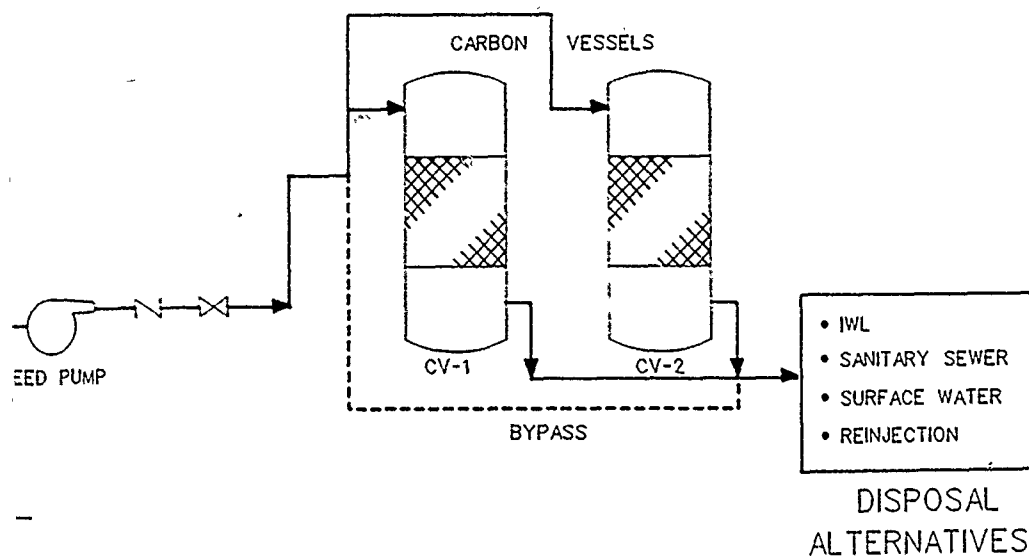 CARBON VESSELS
EED PUMP
CV-1
CV-2
BYPASS
• IWL
• SANITARY SEWER
• SURFACE WATER
• REINJECTION
DISPOSAL
ALTERNATIVES